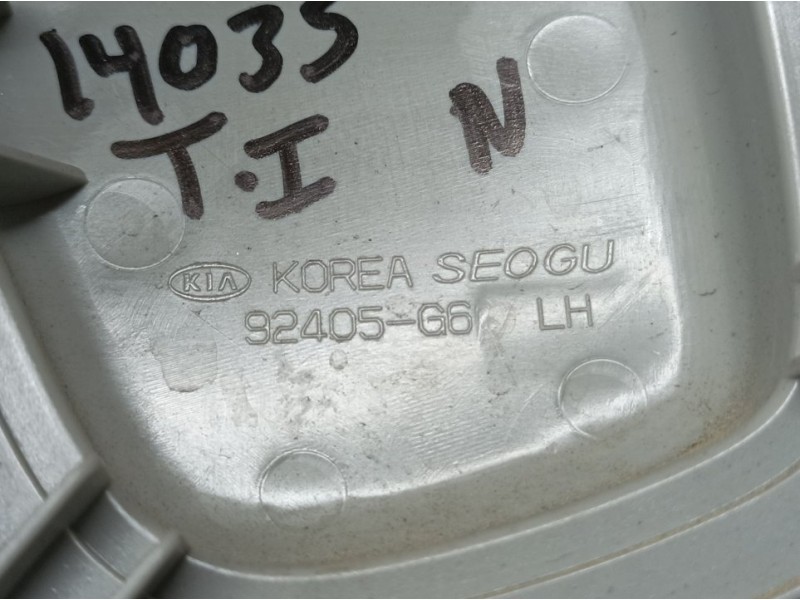 14035
T.I N
KIA KOREA SEOGU
92405-G6 LH